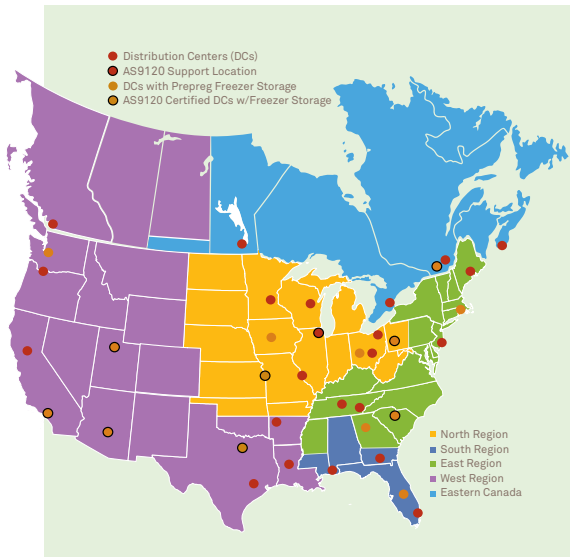 Distribution Centers (DCs)
AS9120 Support Location
DCs with Prepreg Freezer Storage
AS9120 Certified DCs w/Freezer Storage
North Region
South Region
East Region
West Region
Eastern Canada